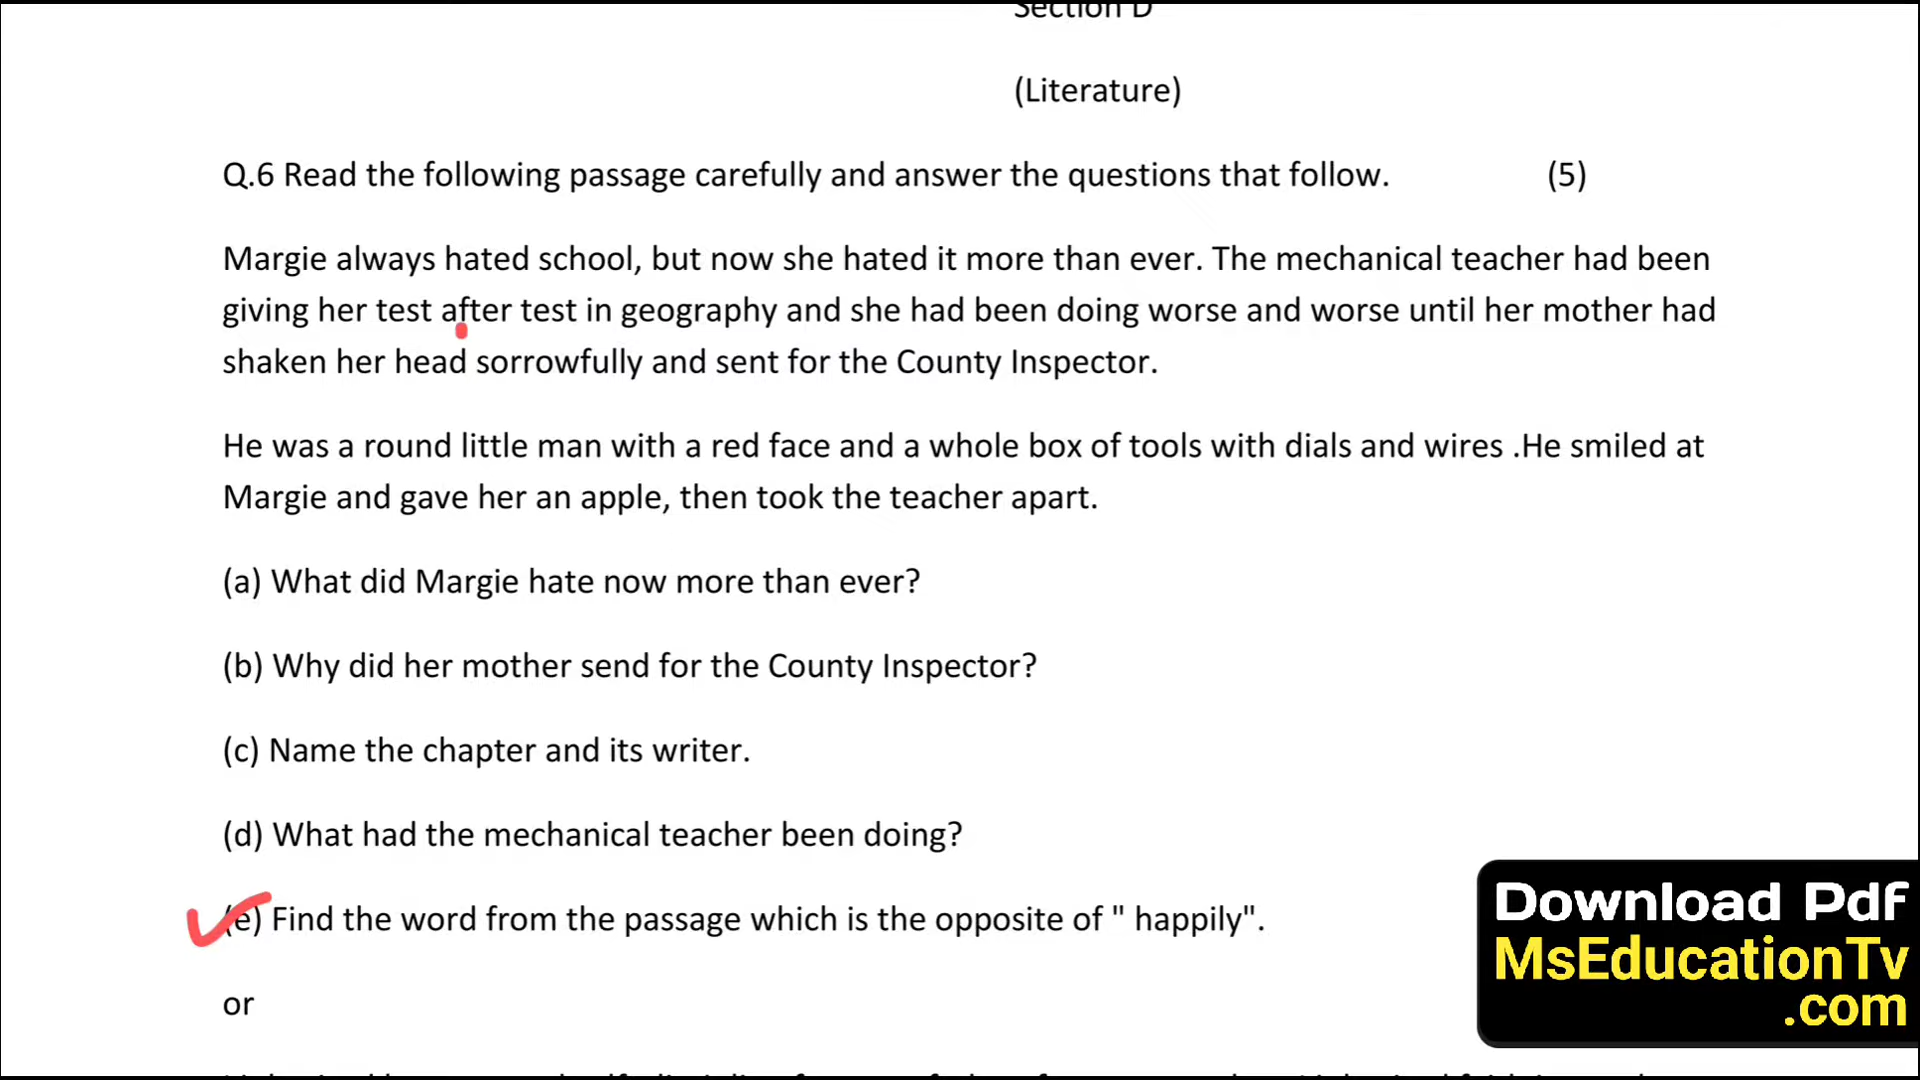 Section D
(Literature)
Q.6 Read the following passage carefully and answer the questions that follow. (5)
Margie always hated school, but now she hated it more than ever. The mechanical teacher had been
giving her test after test in geography and she had been doing worse and worse until her mother had
shaken her head sorrowfully and sent for the County Inspector.
He was a round little man with a red face and a whole box of tools with dials and wires .He smiled at
Margie and gave her an apple, then took the teacher apart.
(a) What did Margie hate now more than ever?
(b) Why did her mother send for the County Inspector?
(c) Name the chapter and its writer.
(d) What had the mechanical teacher been doing?
(e) Find the word from the passage which is the opposite of " happily".
or
Download Pdf
MsEducationTv
.com